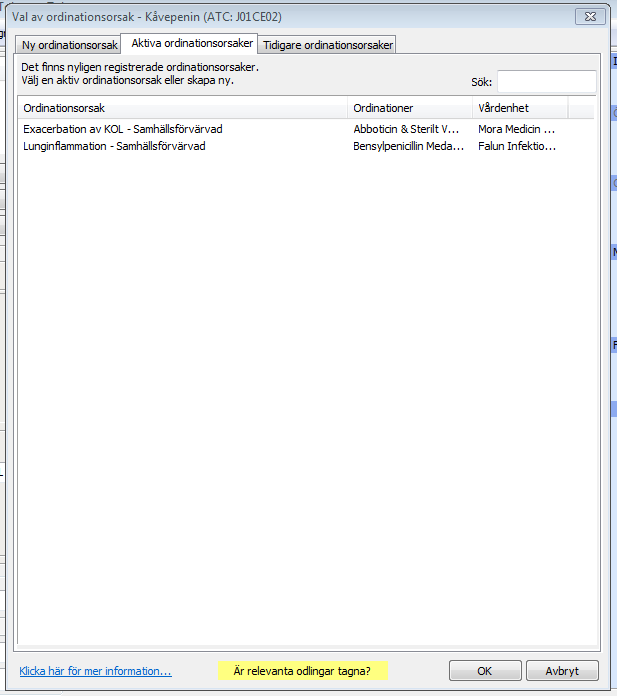 Val av ordinationsorsak - Kåvepenin (ATC: J01CE02)
Ny ordinationsorsak Aktiva ordinationsorsaker Tidigare ordinationsorsaker
Det finns nyligen registrerade ordinationsorsaker.
Välj en aktiv ordinationsorsak eller skapa ny.
Sök:
Ordinationsorsak Ordinationer Vårdenhet
Exacerbation av KOL - Samhällsförvärvad Abboticin & Sterilt V... Mora Medicin ...
Lunginflammation - Samhällsförvärvad Bensylpenicillin Meda... Falun Infektio...
Klicka här för mer information... Är relevanta odlingar tagna? OK Avbryt